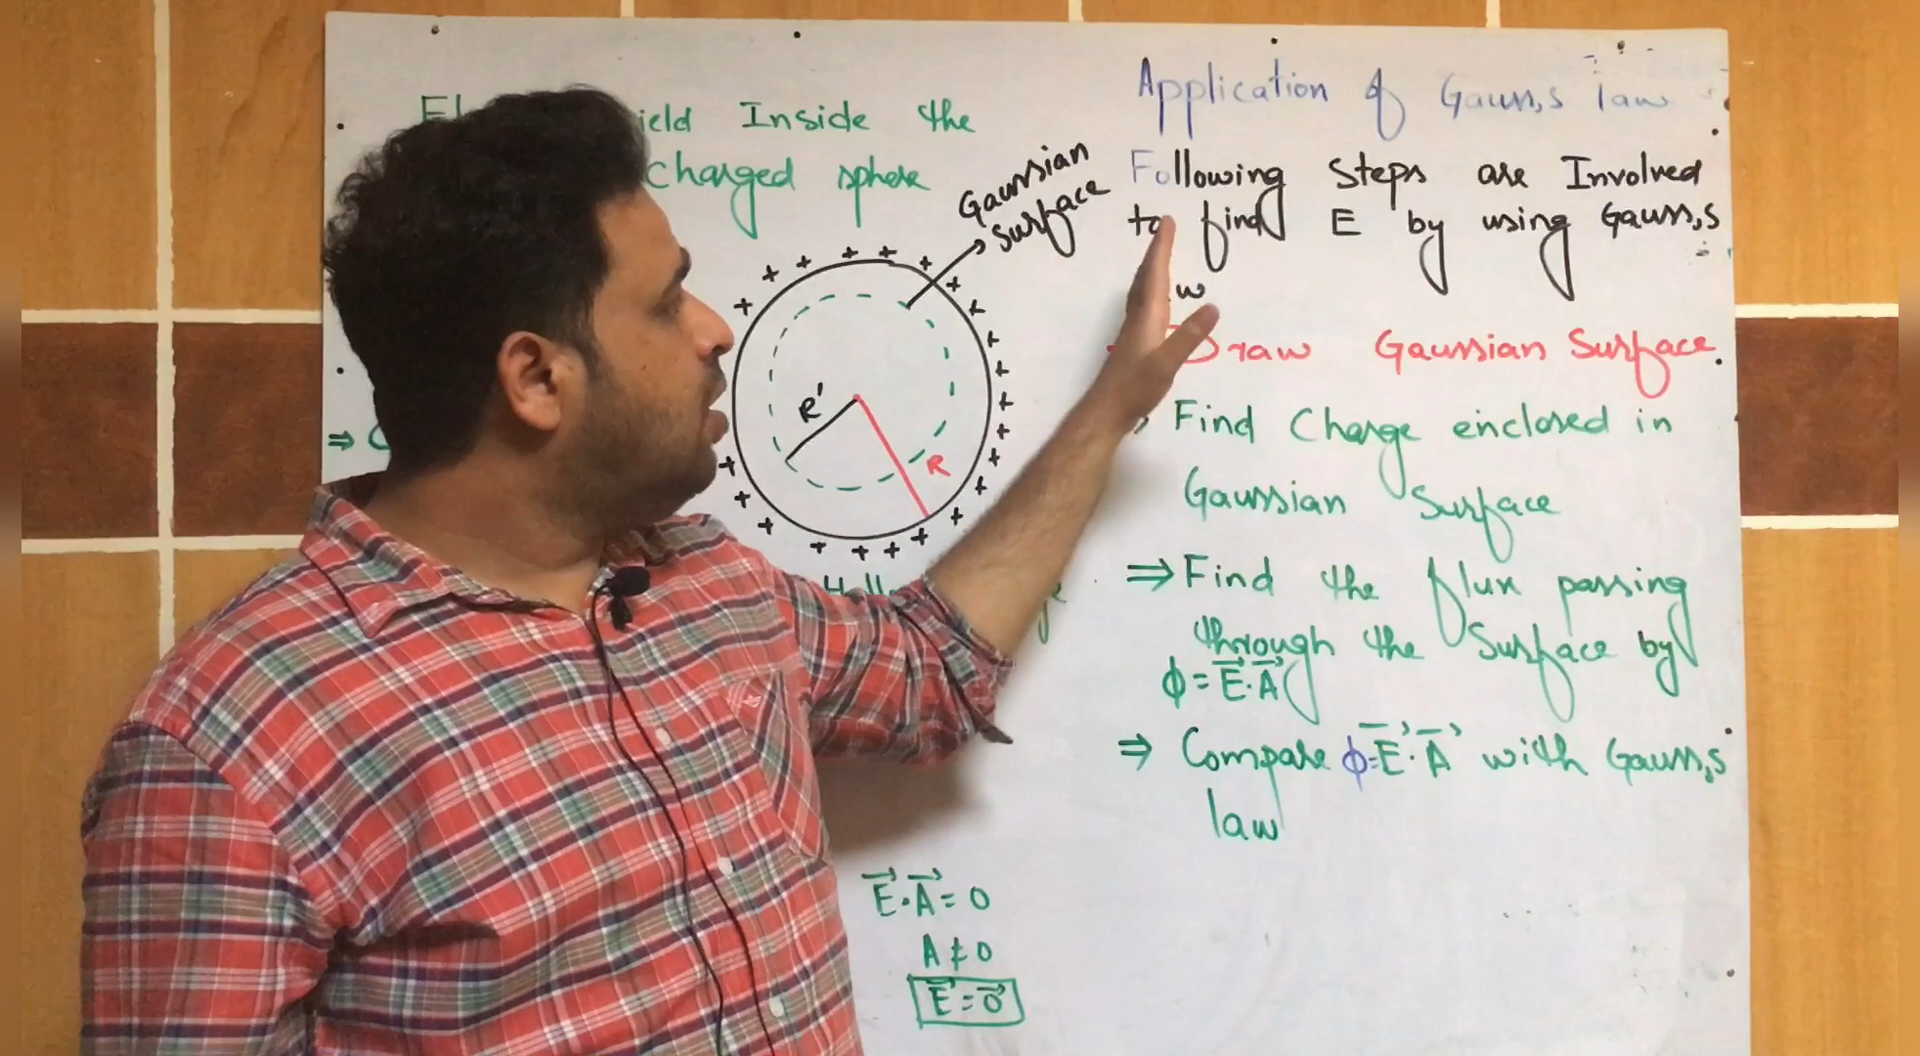 Inside the
charged sphere
Gaussian
surface
R'
R
E⃗·A⃗ = 0
A ≠ 0
E⃗ = 0⃗
Application of Gauss,s law
Following Steps are Involved
to find E by using Gauss,s
Draw Gaussian Surface
Find Charge enclosed in
Gaussian Surface
⇒ Find the flux passing
through the Surface by
ϕ = E⃗·A⃗
⇒ Compare ϕ = E⃗·A⃗ with Gauss,s
law